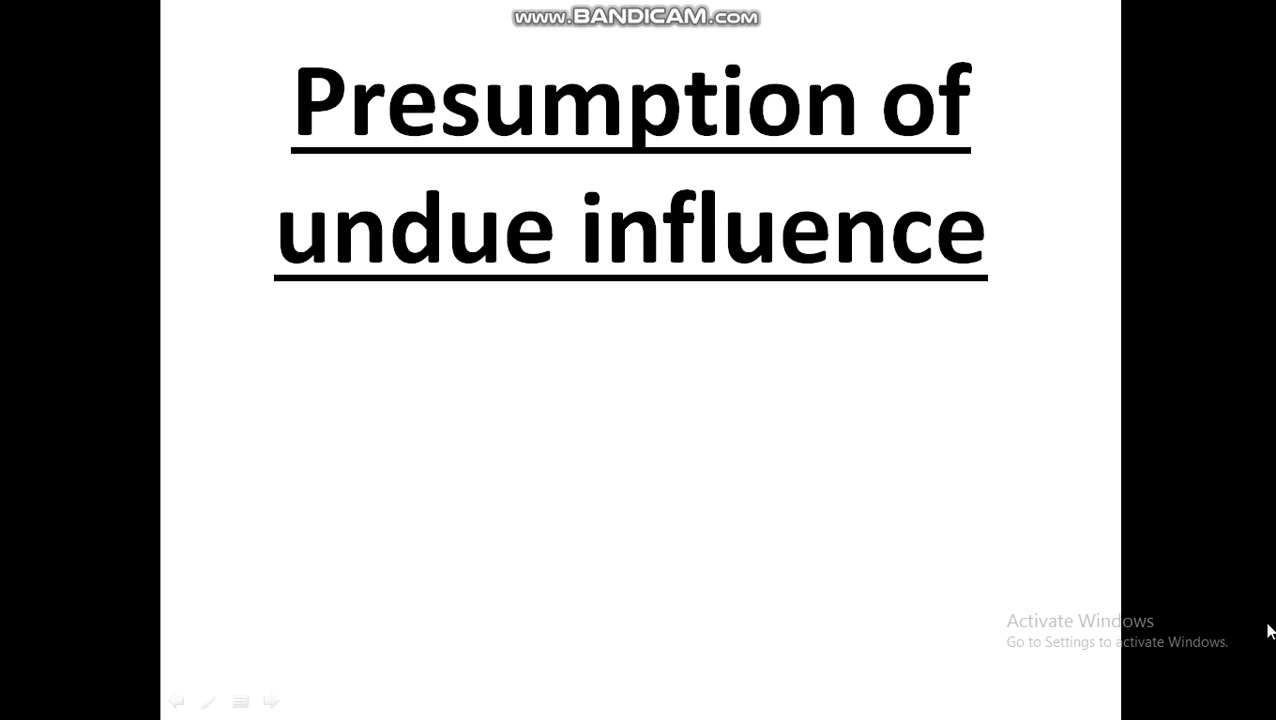 www.BANDICAM.com
Presumption of
undue influence
Activate Windows
Go to Settings to activate Windows.